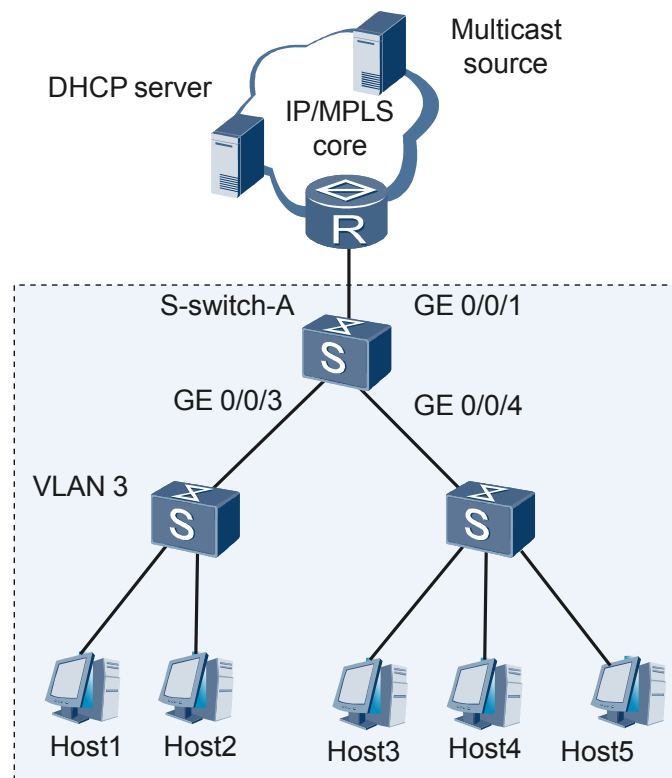 Multicast
source
DHCP server
IP/MPLS
core
R
S-switch-A
GE 0/0/1
S
GE 0/0/3
GE 0/0/4
VLAN 3
S
S
Host1
Host2
Host3
Host4
Host5